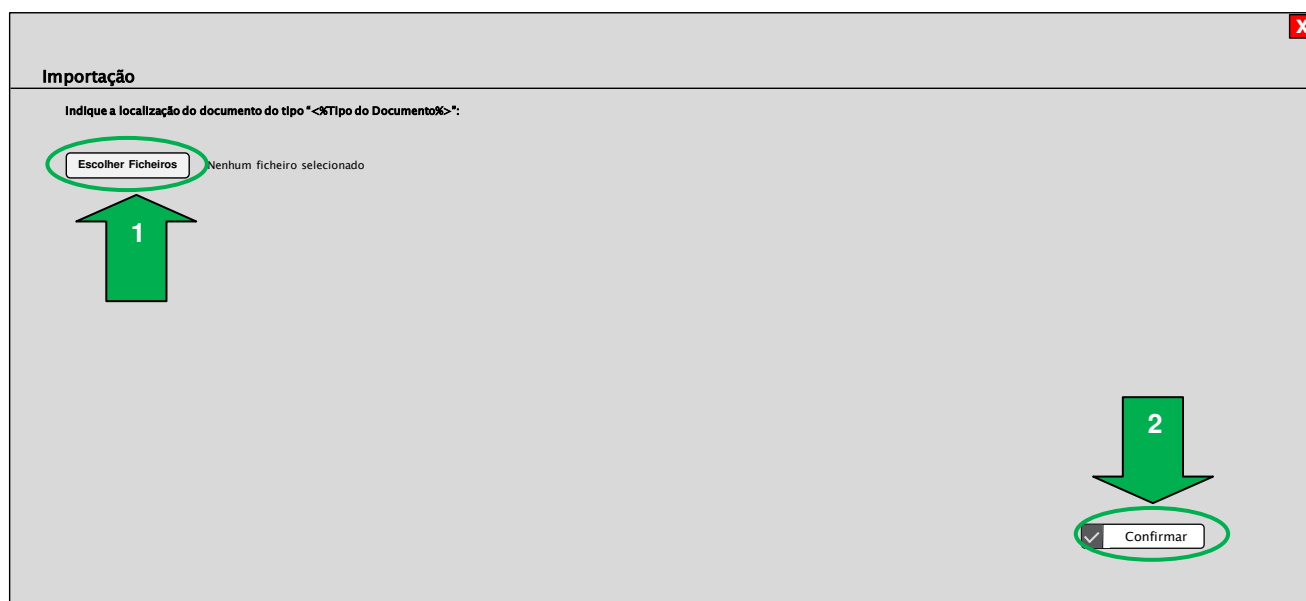 X
Importação
Indique a localização do documento do tipo "<%Tipo do Documento%>":
Escolher Ficheiros Nenhum ficheiro selecionado
1
2
Confirmar